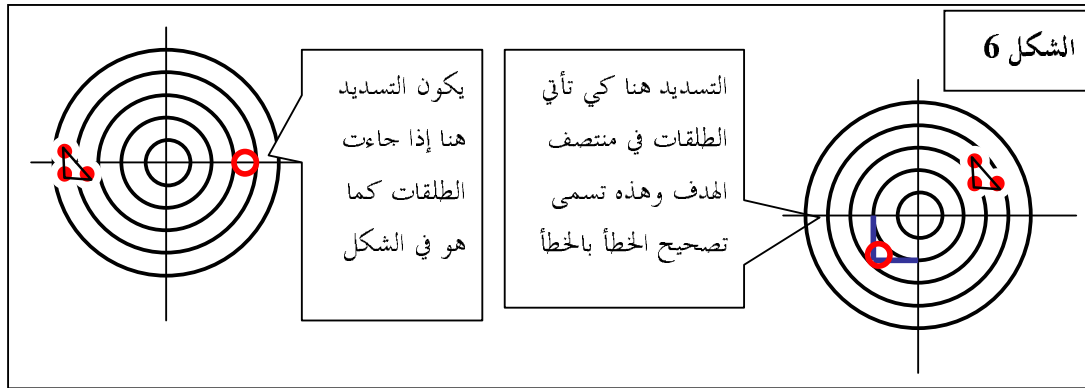 الشكل 6
التسديد هنا كي تأتي
الطلقات في منتصف
الهدف وهذه تسمى
تصحيح الخطأ بالخطأ
يكون التسديد
هنا إذا جاءت
الطلقات كما
هو في الشكل